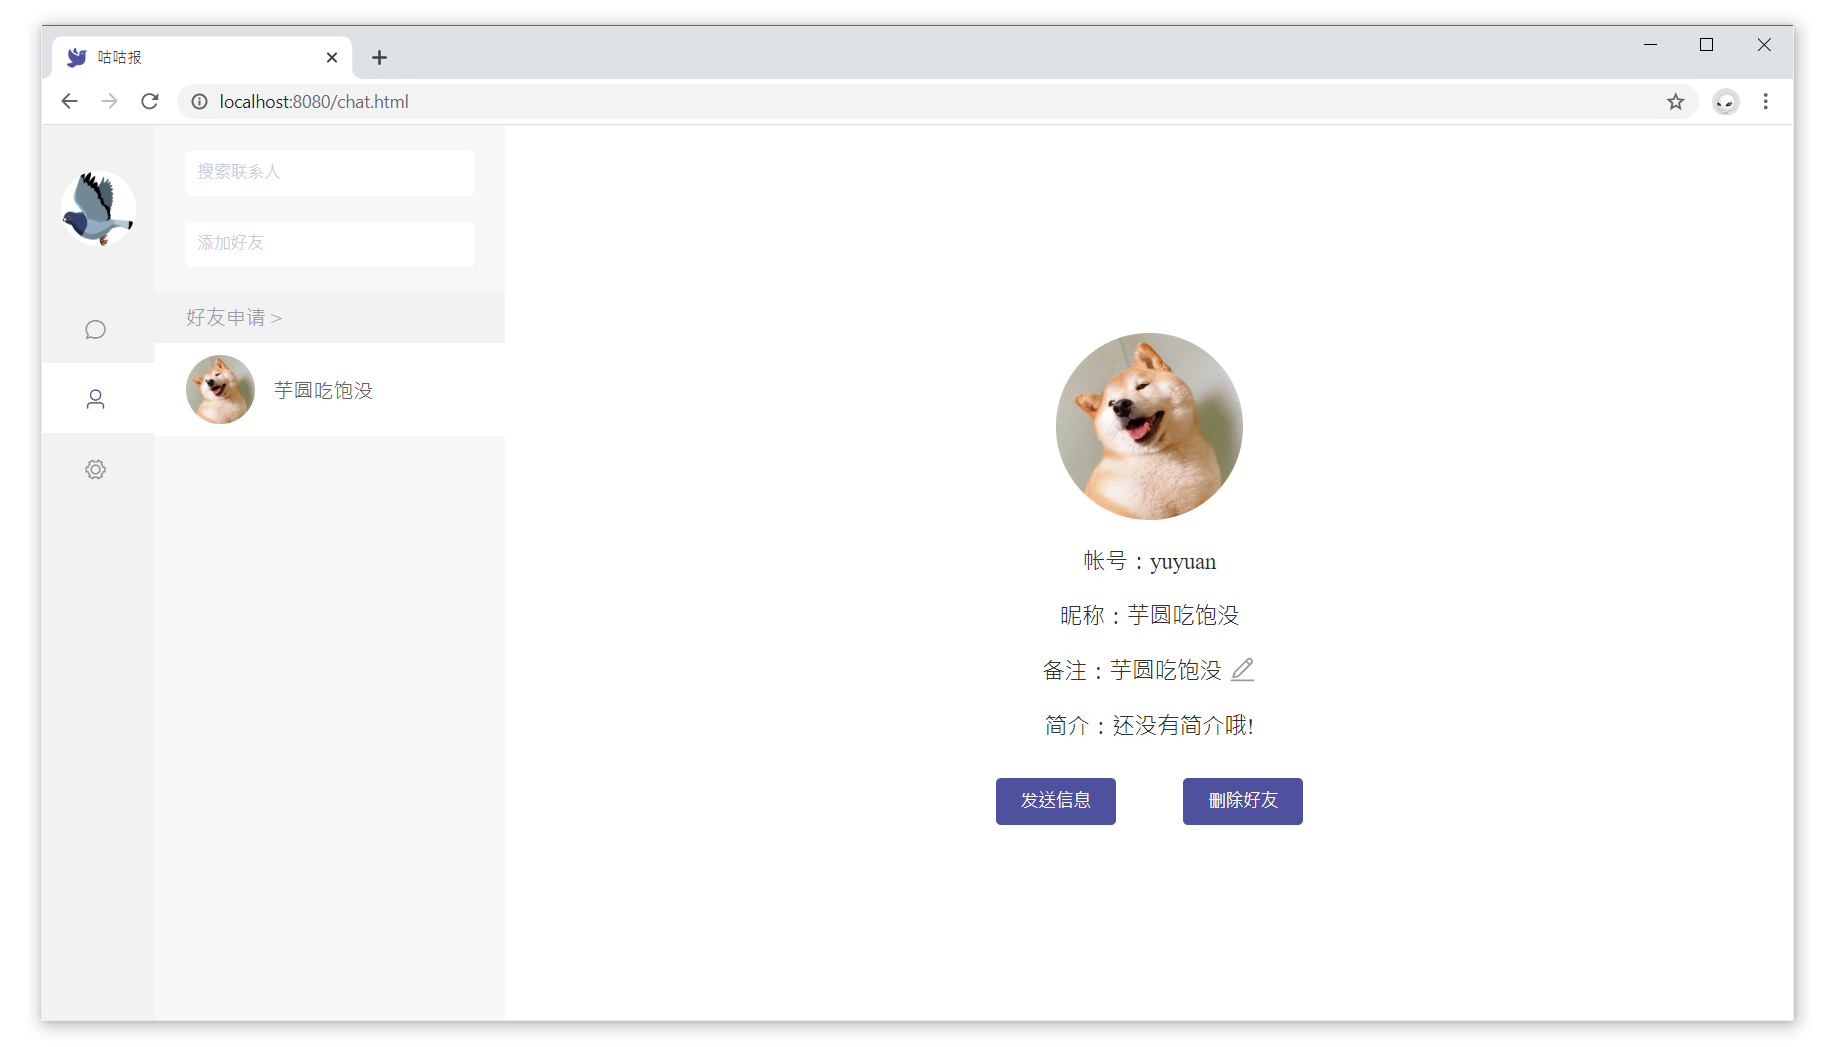 咕咕报
localhost:8080/chat.html
搜索联系人
添加好友
好友申请 >
芋圆吃饱没
帐号：yuyuan
昵称：芋圆吃饱没
备注：芋圆吃饱没
简介：还没有简介哦!
发送信息
删除好友